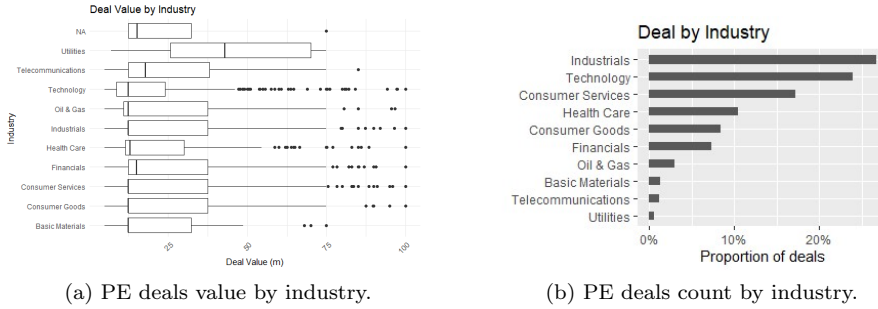 Deal Value by Industry
NA
Utilities
Telecommunications
Technology
Oil & Gas
Industrials
Health Care
Financials
Consumer Services
Consumer Goods
Basic Materials
Industry
25
50
75
100
Deal Value (m)
(a) PE deals value by industry.
Deal by Industry
Industrials
Technology
Consumer Services
Health Care
Consumer Goods
Financials
Oil & Gas
Basic Materials
Telecommunications
Utilities
0%
10%
20%
Proportion of deals
(b) PE deals count by industry.